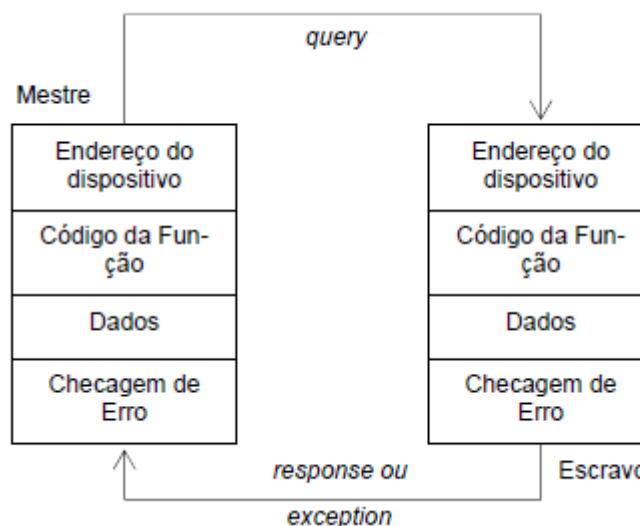 query
Mestre
Endereço do
dispositivo
Código da Fun-
ção
Dados
Checagem de
Erro
Endereço do
dispositivo
Código da Fun-
ção
Dados
Checagem de
Erro
response ou
exception
Escravo